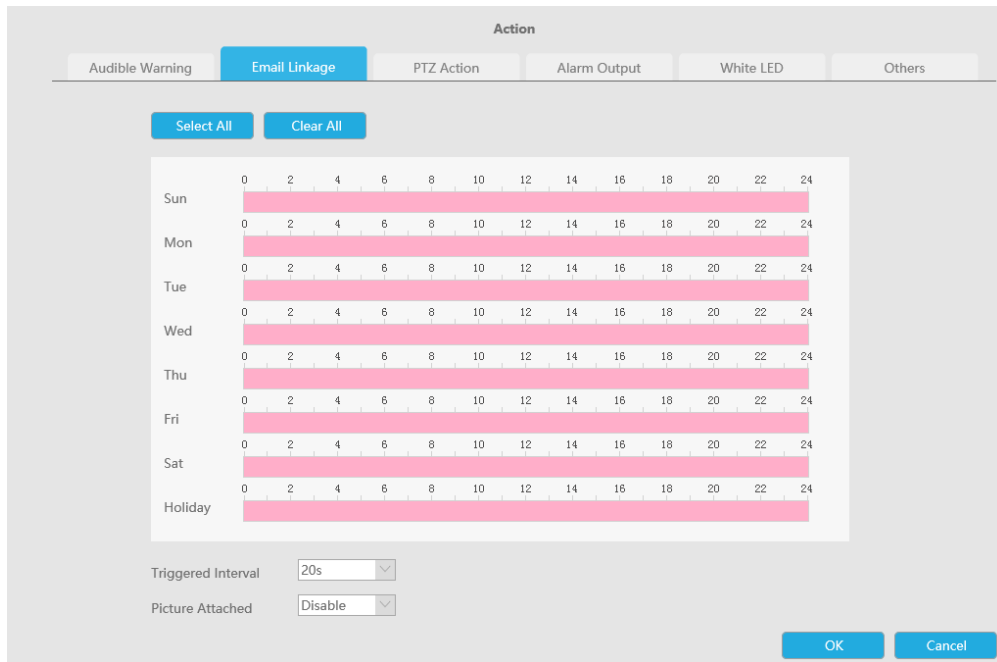 Action
Audible Warning Email Linkage PTZ Action Alarm Output White LED Others
Select All Clear All
0 2 4 6 8 10 12 14 16 18 20 22 24
Sun
0 2 4 6 8 10 12 14 16 18 20 22 24
Mon
0 2 4 6 8 10 12 14 16 18 20 22 24
Tue
0 2 4 6 8 10 12 14 16 18 20 22 24
Wed
0 2 4 6 8 10 12 14 16 18 20 22 24
Thu
0 2 4 6 8 10 12 14 16 18 20 22 24
Fri
0 2 4 6 8 10 12 14 16 18 20 22 24
Sat
0 2 4 6 8 10 12 14 16 18 20 22 24
Holiday
Triggered Interval 20s
Picture Attached Disable
OK Cancel